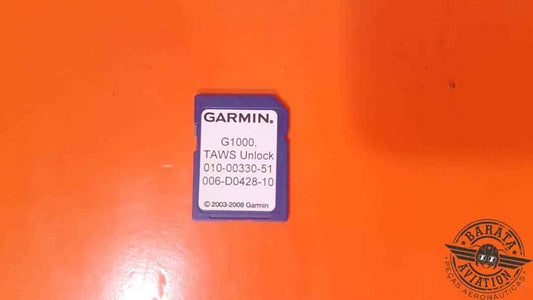 GARMIN®
G1000,
TAWS Unlock
010-00330-51
006-D0428-10
© 2003-2008 Garmin
BARATA
AVIATION
PEÇAS AERONÁUTICAS